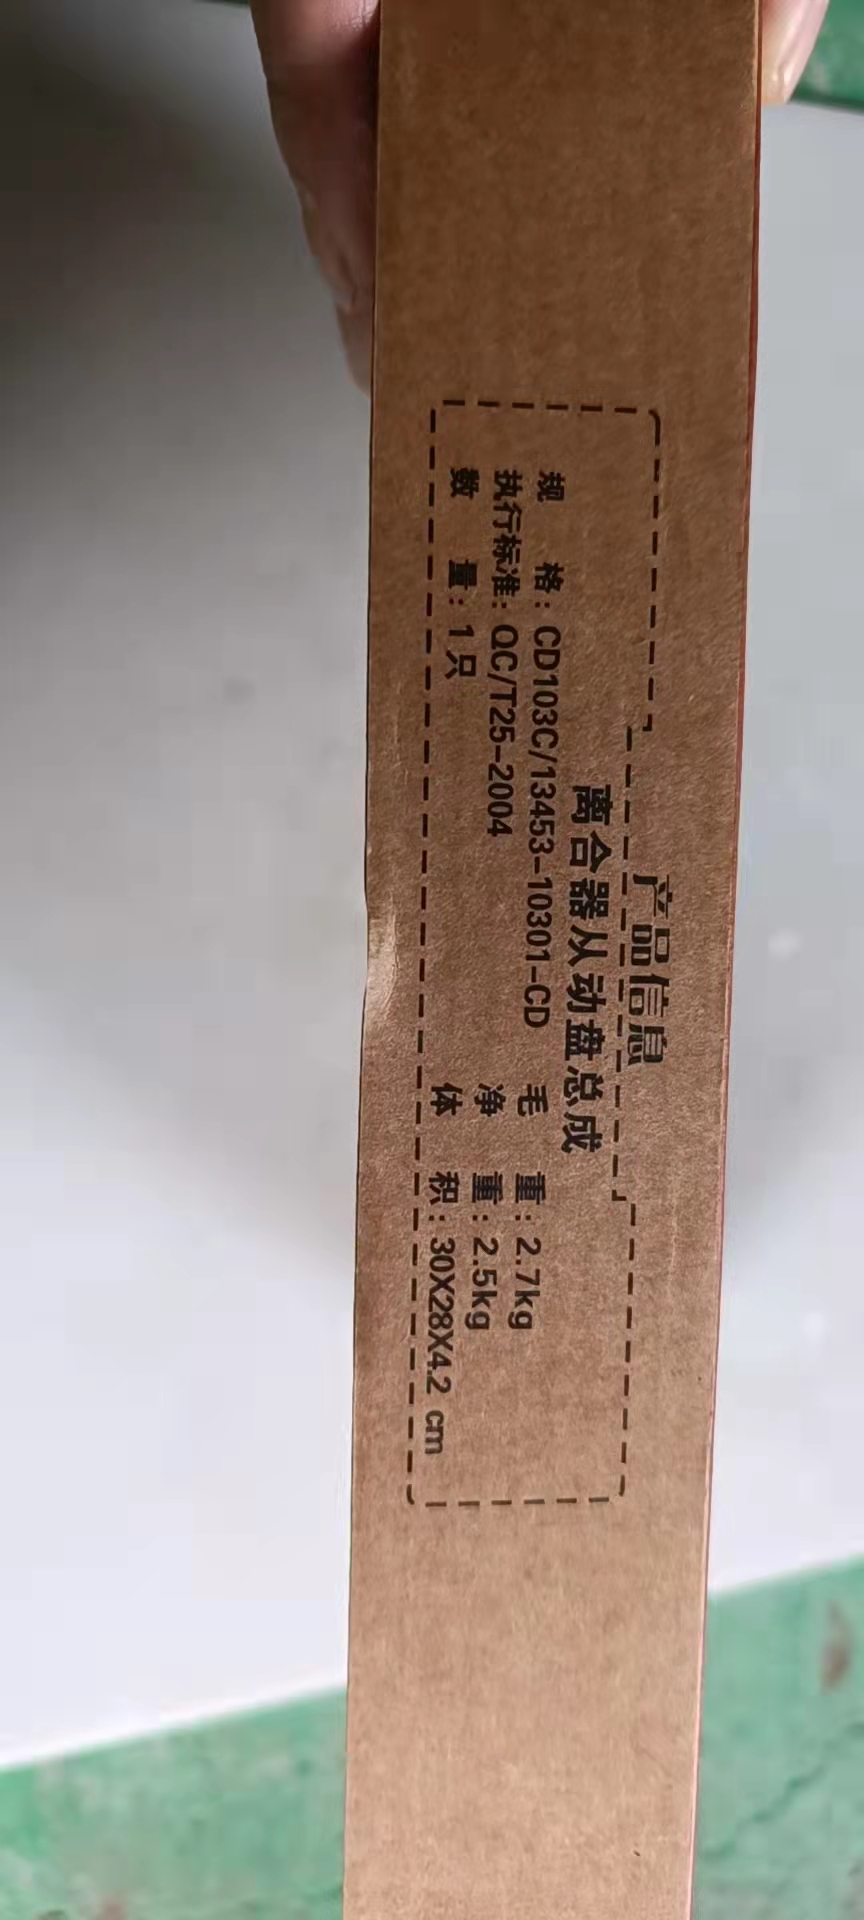 产品信息
离合器从动盘总成
规 格：CD103C/13453-10301-CD 毛 重：2.7kg
执行标准：QC/T25-2004 净 重：2.5kg
数 量：1只 体 积：30X28X4.2 cm